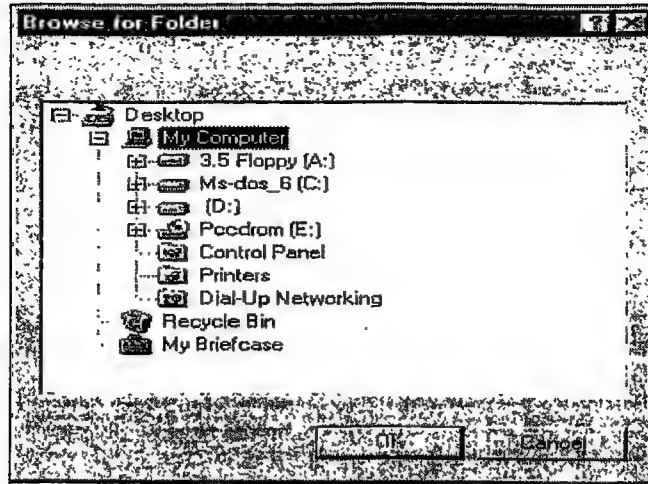 Browse for Folder
Desktop
My Computer
3.5 Floppy (A:)
Ms-dos_6 (C:)
(D:)
Pccdrom (E:)
Control Panel
Printers
Dial-Up Networking
Recycle Bin
My Briefcase
OK Cancel